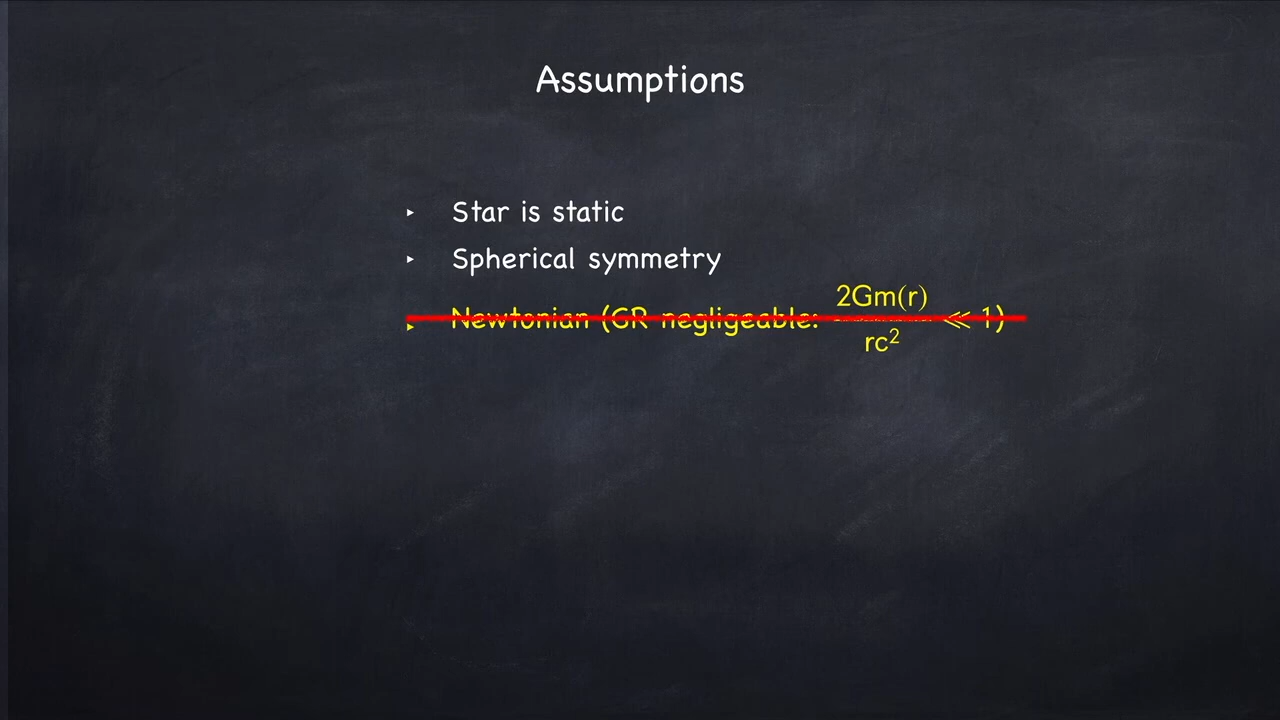 Assumptions
‣ Star is static
‣ Spherical symmetry
‣ Newtonian (GR negligeable: 2Gm(r)/rc² ≪ 1)